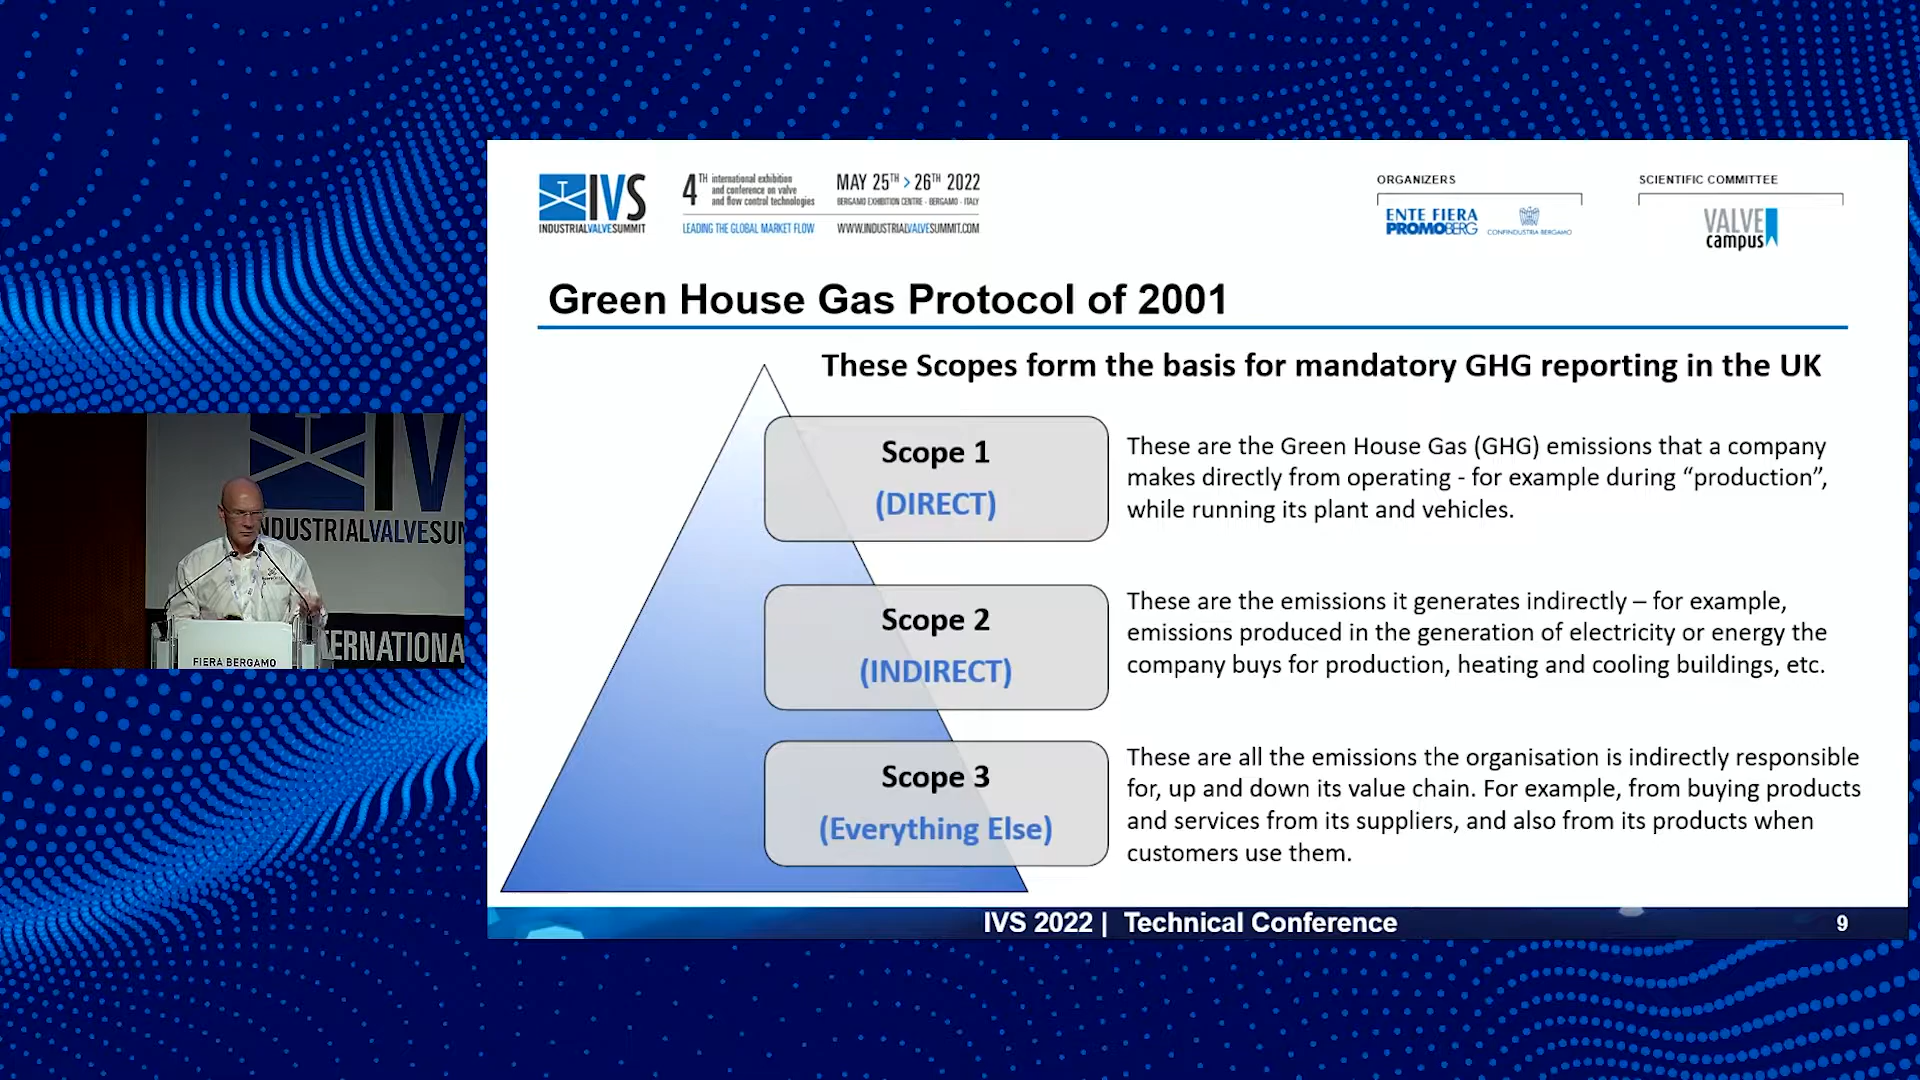 IVS
INDUSTRIALVALVESUMMIT
4TH international exhibition
and conference on valve
and flow control technologies
LEADING THE GLOBAL MARKET FLOW
MAY 25TH > 26TH 2022
BERGAMO EXHIBITION CENTRE - BERGAMO - ITALY
WWW.INDUSTRIALVALVESUMMIT.COM
ORGANIZERS
ENTE FIERA
PROMOBERG
CONFINDUSTRIA BERGAMO
SCIENTIFIC COMMITTEE
VALVE
campus
Green House Gas Protocol of 2001
These Scopes form the basis for mandatory GHG reporting in the UK
Scope 1
(DIRECT)
These are the Green House Gas (GHG) emissions that a company
makes directly from operating - for example during “production”,
while running its plant and vehicles.
Scope 2
(INDIRECT)
These are the emissions it generates indirectly – for example,
emissions produced in the generation of electricity or energy the
company buys for production, heating and cooling buildings, etc.
Scope 3
(Everything Else)
These are all the emissions the organisation is indirectly responsible
for, up and down its value chain. For example, from buying products
and services from its suppliers, and also from its products when
customers use them.
IVS 2022 | Technical Conference
9
IV
NDUSTRIALVALVESUM
TERNATIONA
FIERA BERGAMO